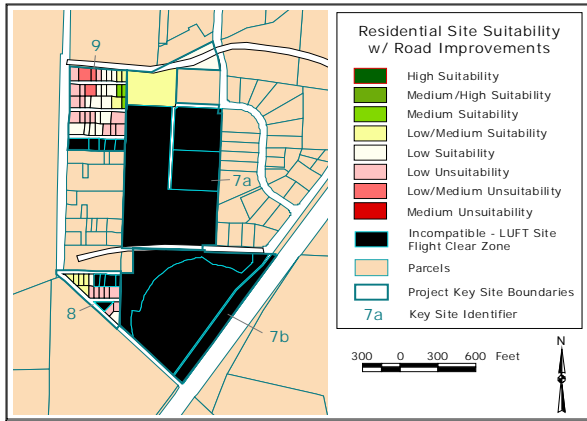 9
7a
8
7b
Residential Site Suitability
w/ Road Improvements
High Suitability
Medium/High Suitability
Medium Suitability
Low/Medium Suitability
Low Suitability
Low Unsuitability
Low/Medium Unsuitability
Medium Unsuitability
Incompatible - LUFT Site
Flight Clear Zone
Parcels
Project Key Site Boundaries
7a Key Site Identifier
300 0 300 600 Feet
N